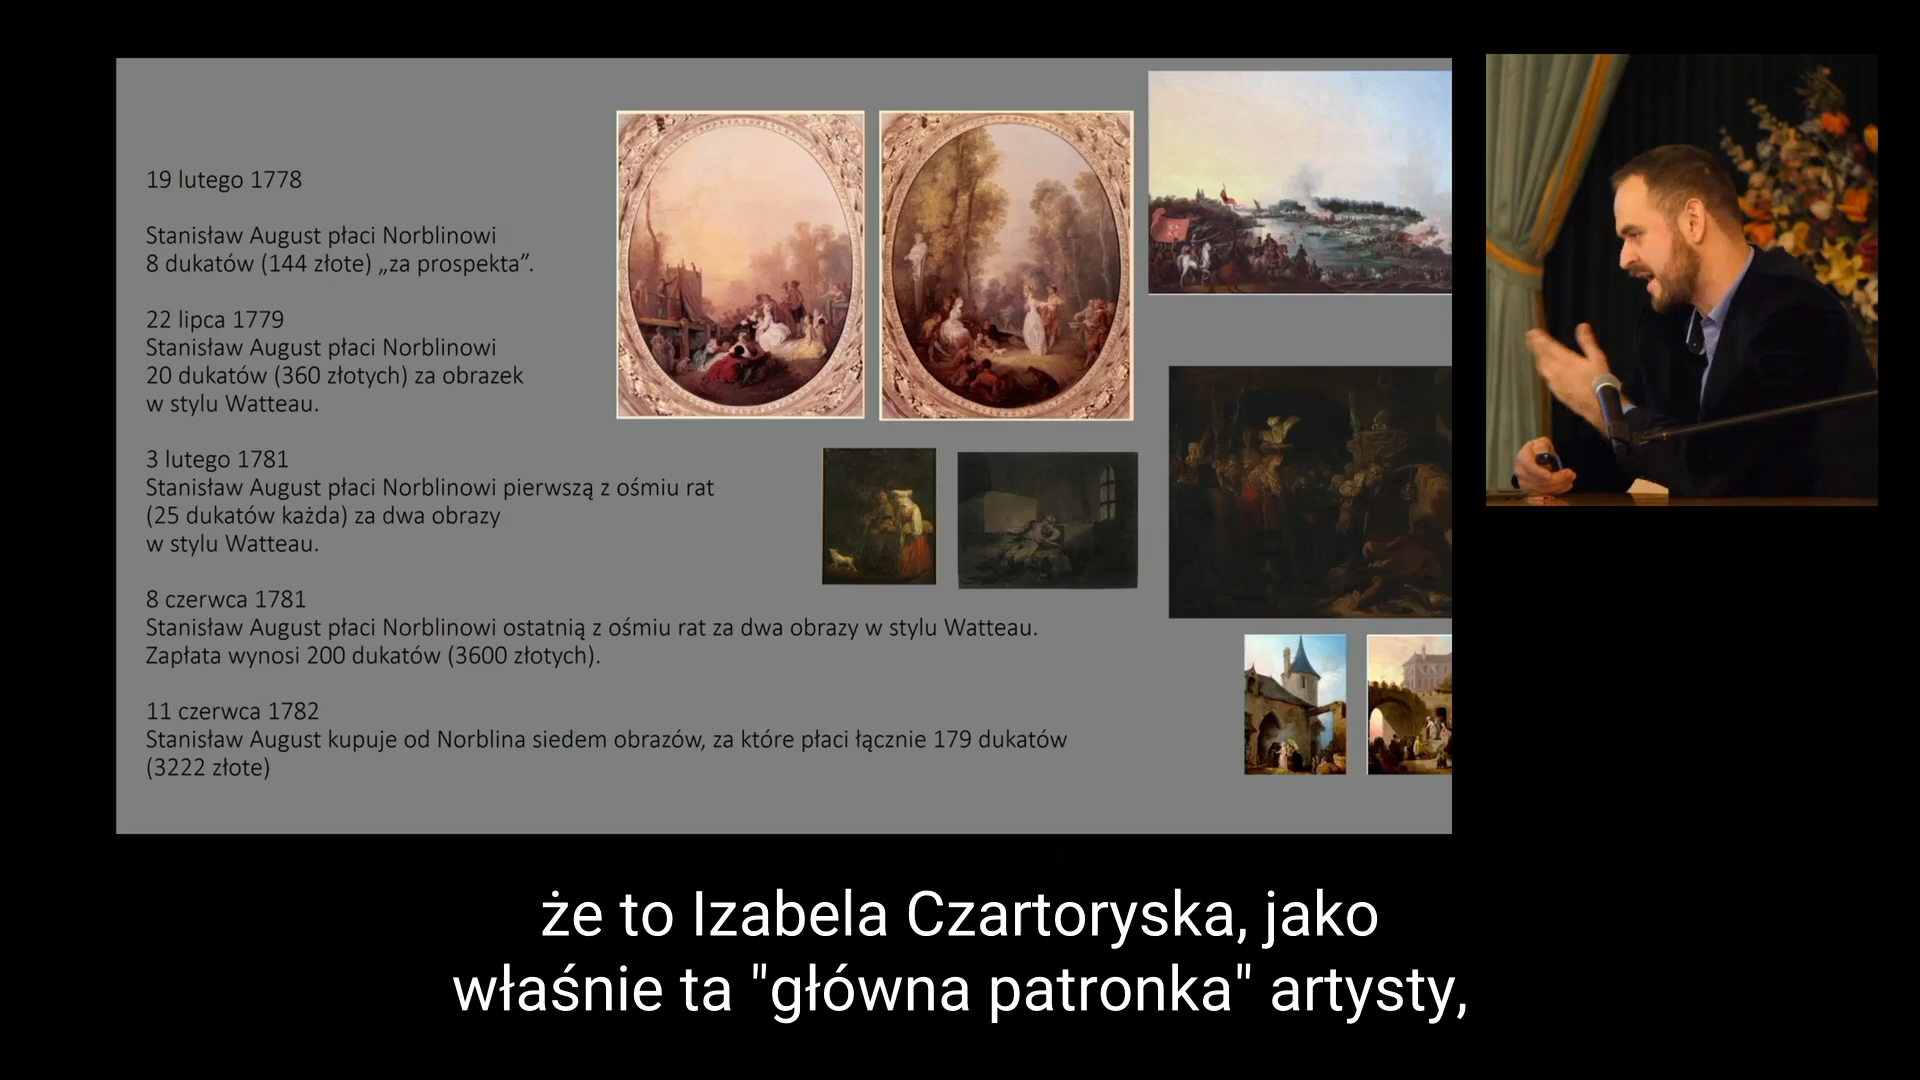 19 lutego 1778
Stanisław August płaci Norblinowi
8 dukatów (144 złote) „za prospekta”.
22 lipca 1779
Stanisław August płaci Norblinowi
20 dukatów (360 złotych) za obrazek
w stylu Watteau.
3 lutego 1781
Stanisław August płaci Norblinowi pierwszą z ośmiu rat
(25 dukatów każda) za dwa obrazy
w stylu Watteau.
8 czerwca 1781
Stanisław August płaci Norblinowi ostatnią z ośmiu rat za dwa obrazy w stylu Watteau.
Zapłata wynosi 200 dukatów (3600 złotych).
11 czerwca 1782
Stanisław August kupuje od Norblina siedem obrazów, za które płaci łącznie 179 dukatów
(3222 złote)
że to Izabela Czartoryska, jako
właśnie ta "główna patronka" artysty,